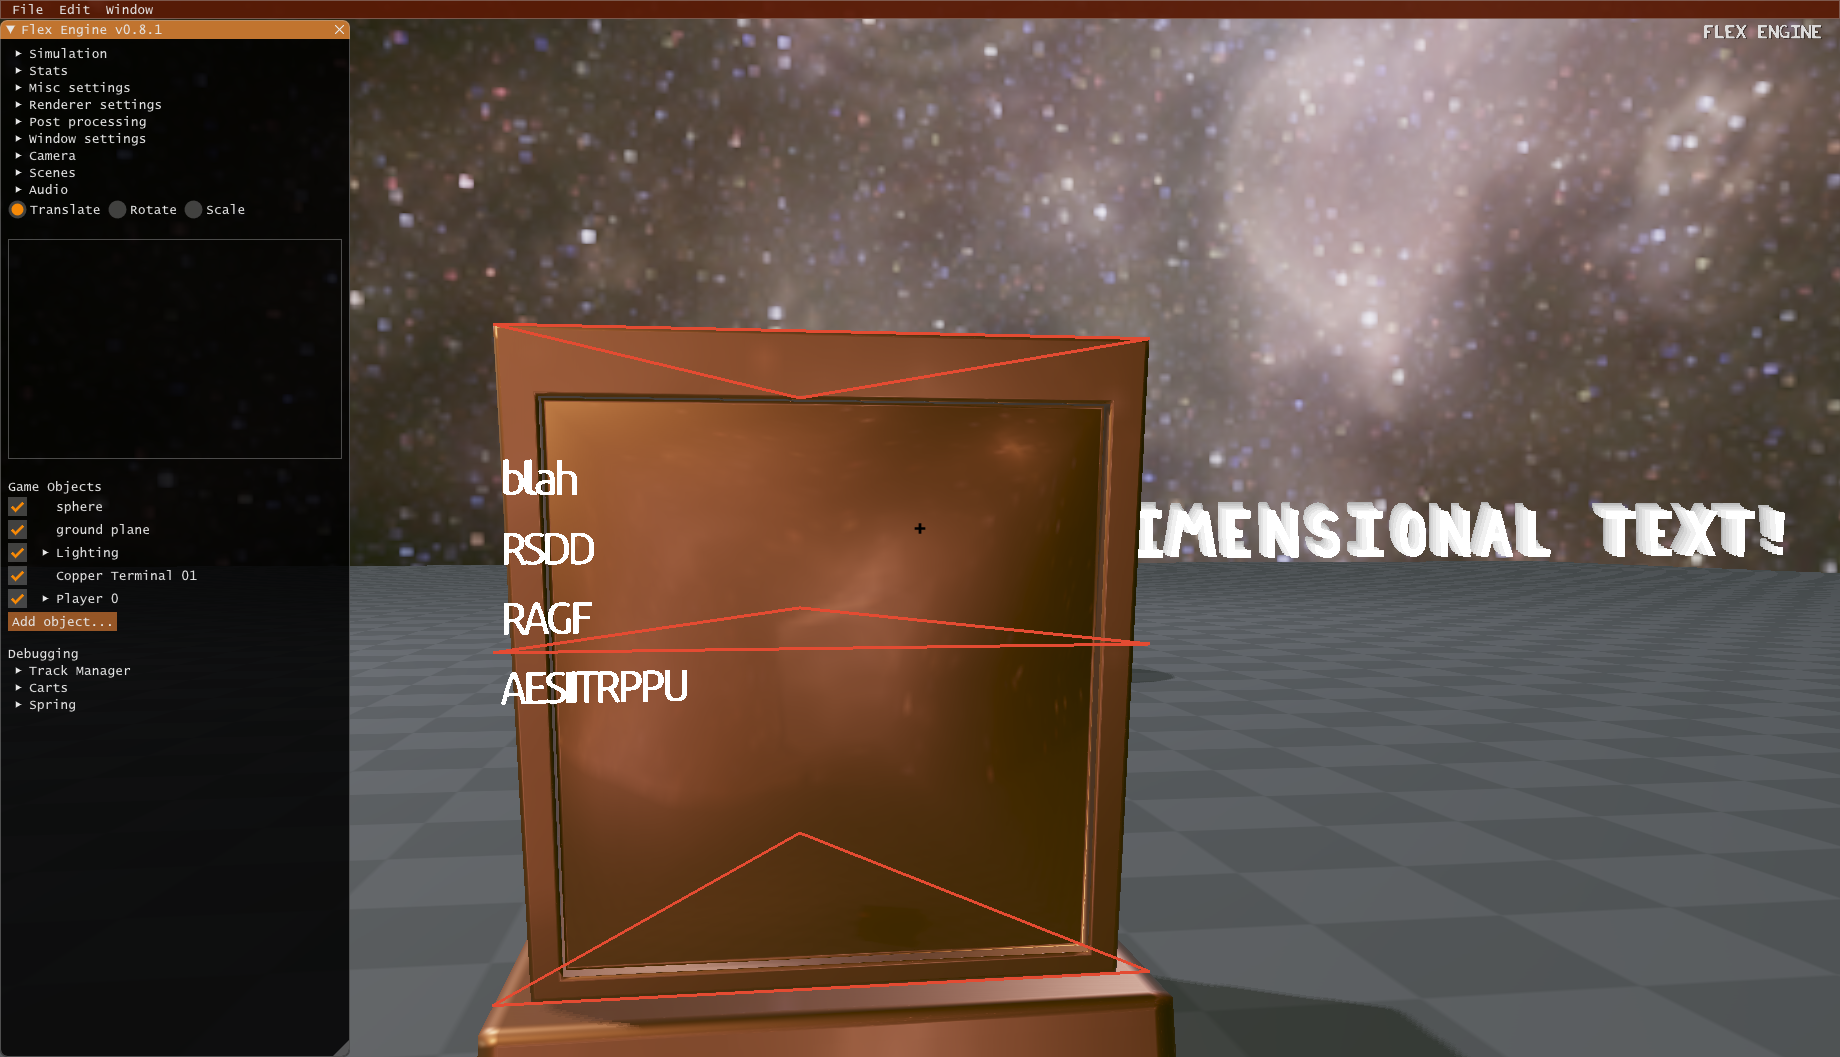 File Edit Window
Flex Engine v0.8.1
FLEX ENGINE
Simulation
Stats
Misc settings
Renderer settings
Post processing
Window settings
Camera
Scenes
Audio
Translate Rotate Scale
Game Objects
sphere
ground plane
Lighting
Copper Terminal 01
Player 0
Add object...
Debugging
Track Manager
Carts
Spring
blah
RSDD
RAGF
AESIITRPPU
IMENSIONAL TEXT!